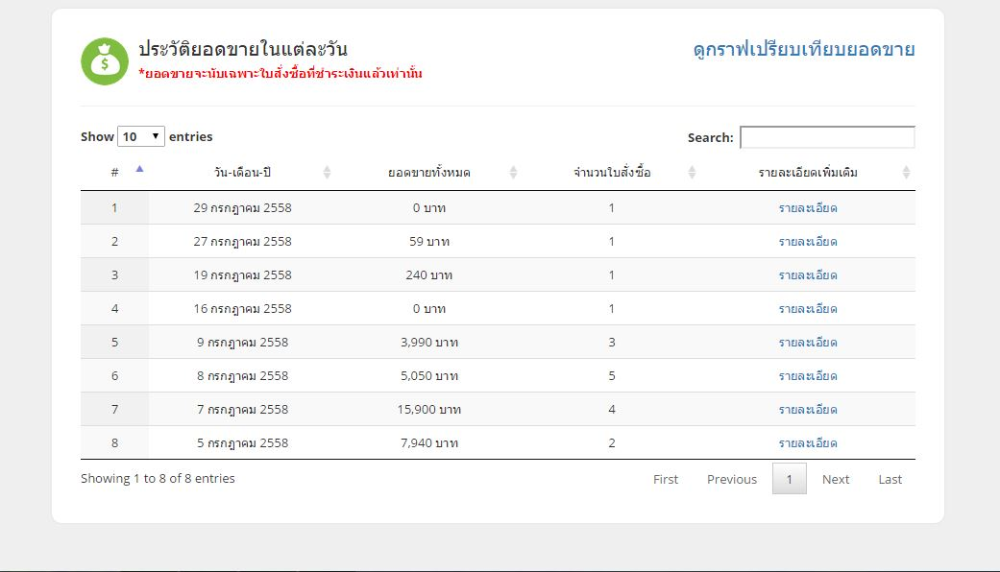 ประวัติยอดขายในแต่ละวัน
ดูกราฟเปรียบเทียบยอดขาย
*ยอดขายจะนับเฉพาะใบสั่งซื้อที่ชำระเงินแล้วเท่านั้น
Show 10 entries
Search:
# วัน-เดือน-ปี ยอดขายทั้งหมด จำนวนใบสั่งซื้อ รายละเอียดเพิ่มเติม
1 29 กรกฎาคม 2558 0 บาท 1 รายละเอียด
2 27 กรกฎาคม 2558 59 บาท 1 รายละเอียด
3 19 กรกฎาคม 2558 240 บาท 1 รายละเอียด
4 16 กรกฎาคม 2558 0 บาท 1 รายละเอียด
5 9 กรกฎาคม 2558 3,990 บาท 3 รายละเอียด
6 8 กรกฎาคม 2558 5,050 บาท 5 รายละเอียด
7 7 กรกฎาคม 2558 15,900 บาท 4 รายละเอียด
8 5 กรกฎาคม 2558 7,940 บาท 2 รายละเอียด
Showing 1 to 8 of 8 entries
First Previous 1 Next Last